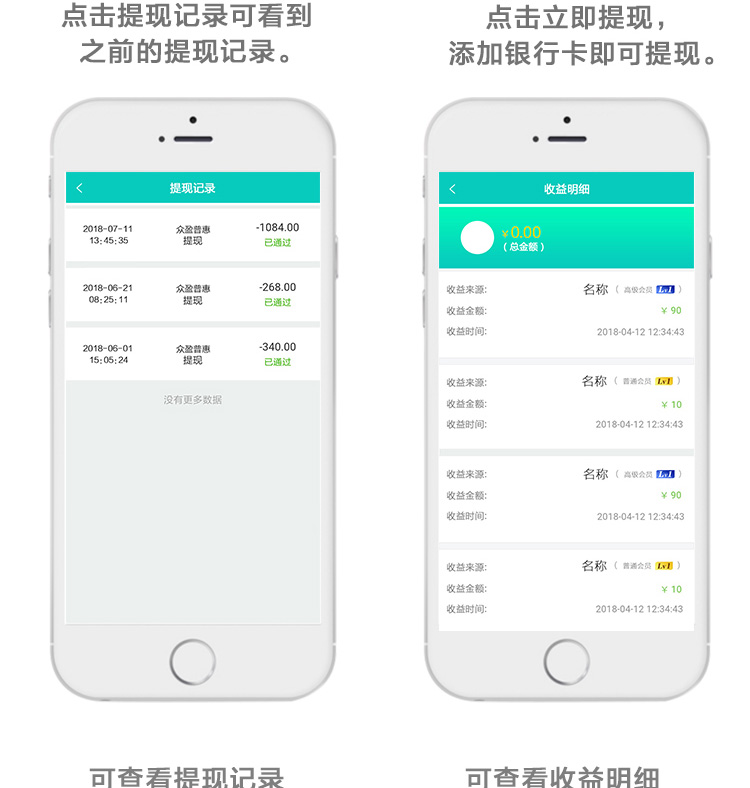 点击提现记录可看到
之前的提现记录。
点击立即提现，
添加银行卡即可提现。
提现记录
2018-07-11
13:45:35
众盈普惠
提现
-1084.00
已通过
2018-06-21
08:25:11
众盈普惠
提现
-268.00
已通过
2018-06-01
15:05:24
众盈普惠
提现
-340.00
已通过
没有更多数据
收益明细
￥0.00
（总金额）
收益来源: 名称（高级会员 Lv1）
收益金额: ￥90
收益时间: 2018-04-12 12:34:43
收益来源: 名称（普通会员 Lv1）
收益金额: ￥10
收益时间: 2018-04-12 12:34:43
收益来源: 名称（高级会员 Lv1）
收益金额: ￥90
收益时间: 2018-04-12 12:34:43
收益来源: 名称（普通会员 Lv1）
收益金额: ￥10
收益时间: 2018-04-12 12:34:43
可查看提现记录
可查看收益明细